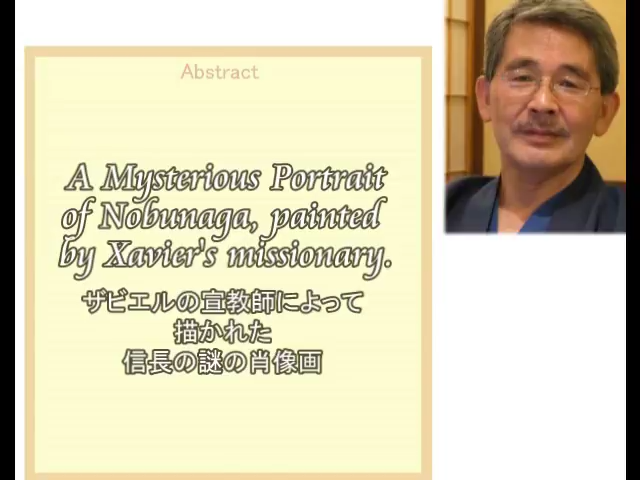 Abstract
A Mysterious Portrait
of Nobunaga, painted
by Xavier's missionary.
ザビエルの宣教師によって
描かれた
信長の謎の肖像画